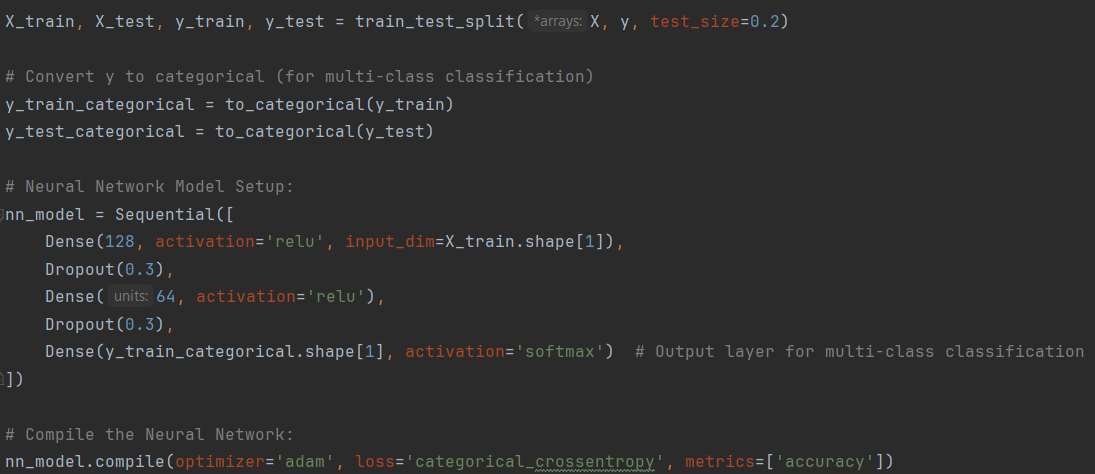 X_train, X_test, y_train, y_test = train_test_split( *arrays: X, y, test_size=0.2)
# Convert y to categorical (for multi-class classification)
y_train_categorical = to_categorical(y_train)
y_test_categorical = to_categorical(y_test)
# Neural Network Model Setup:
nn_model = Sequential([
    Dense(128, activation='relu', input_dim=X_train.shape[1]),
    Dropout(0.3),
    Dense( units: 64, activation='relu'),
    Dropout(0.3),
    Dense(y_train_categorical.shape[1], activation='softmax')  # Output layer for multi-class classification
])
# Compile the Neural Network:
nn_model.compile(optimizer='adam', loss='categorical_crossentropy', metrics=['accuracy'])